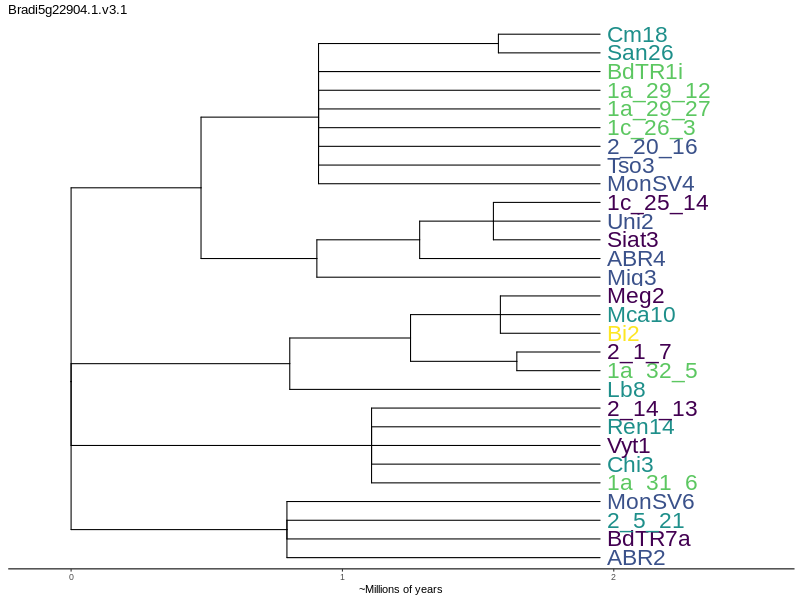 Bradi5g22904.1.v3.1
Cm18
San26
BdTR1i
1a_29_12
1a_29_27
1c_26_3
2_20_16
Tso3
MonSV4
1c_25_14
Uni2
Siat3
ABR4
Mig3
Meg2
Mca10
Bi2
2_1_7
1a_32_5
Lb8
2_14_13
Ren14
Vyt1
Chi3
1a_31_6
MonSV6
2_5_21
BdTR7a
ABR2
0 1 2
~Millions of years